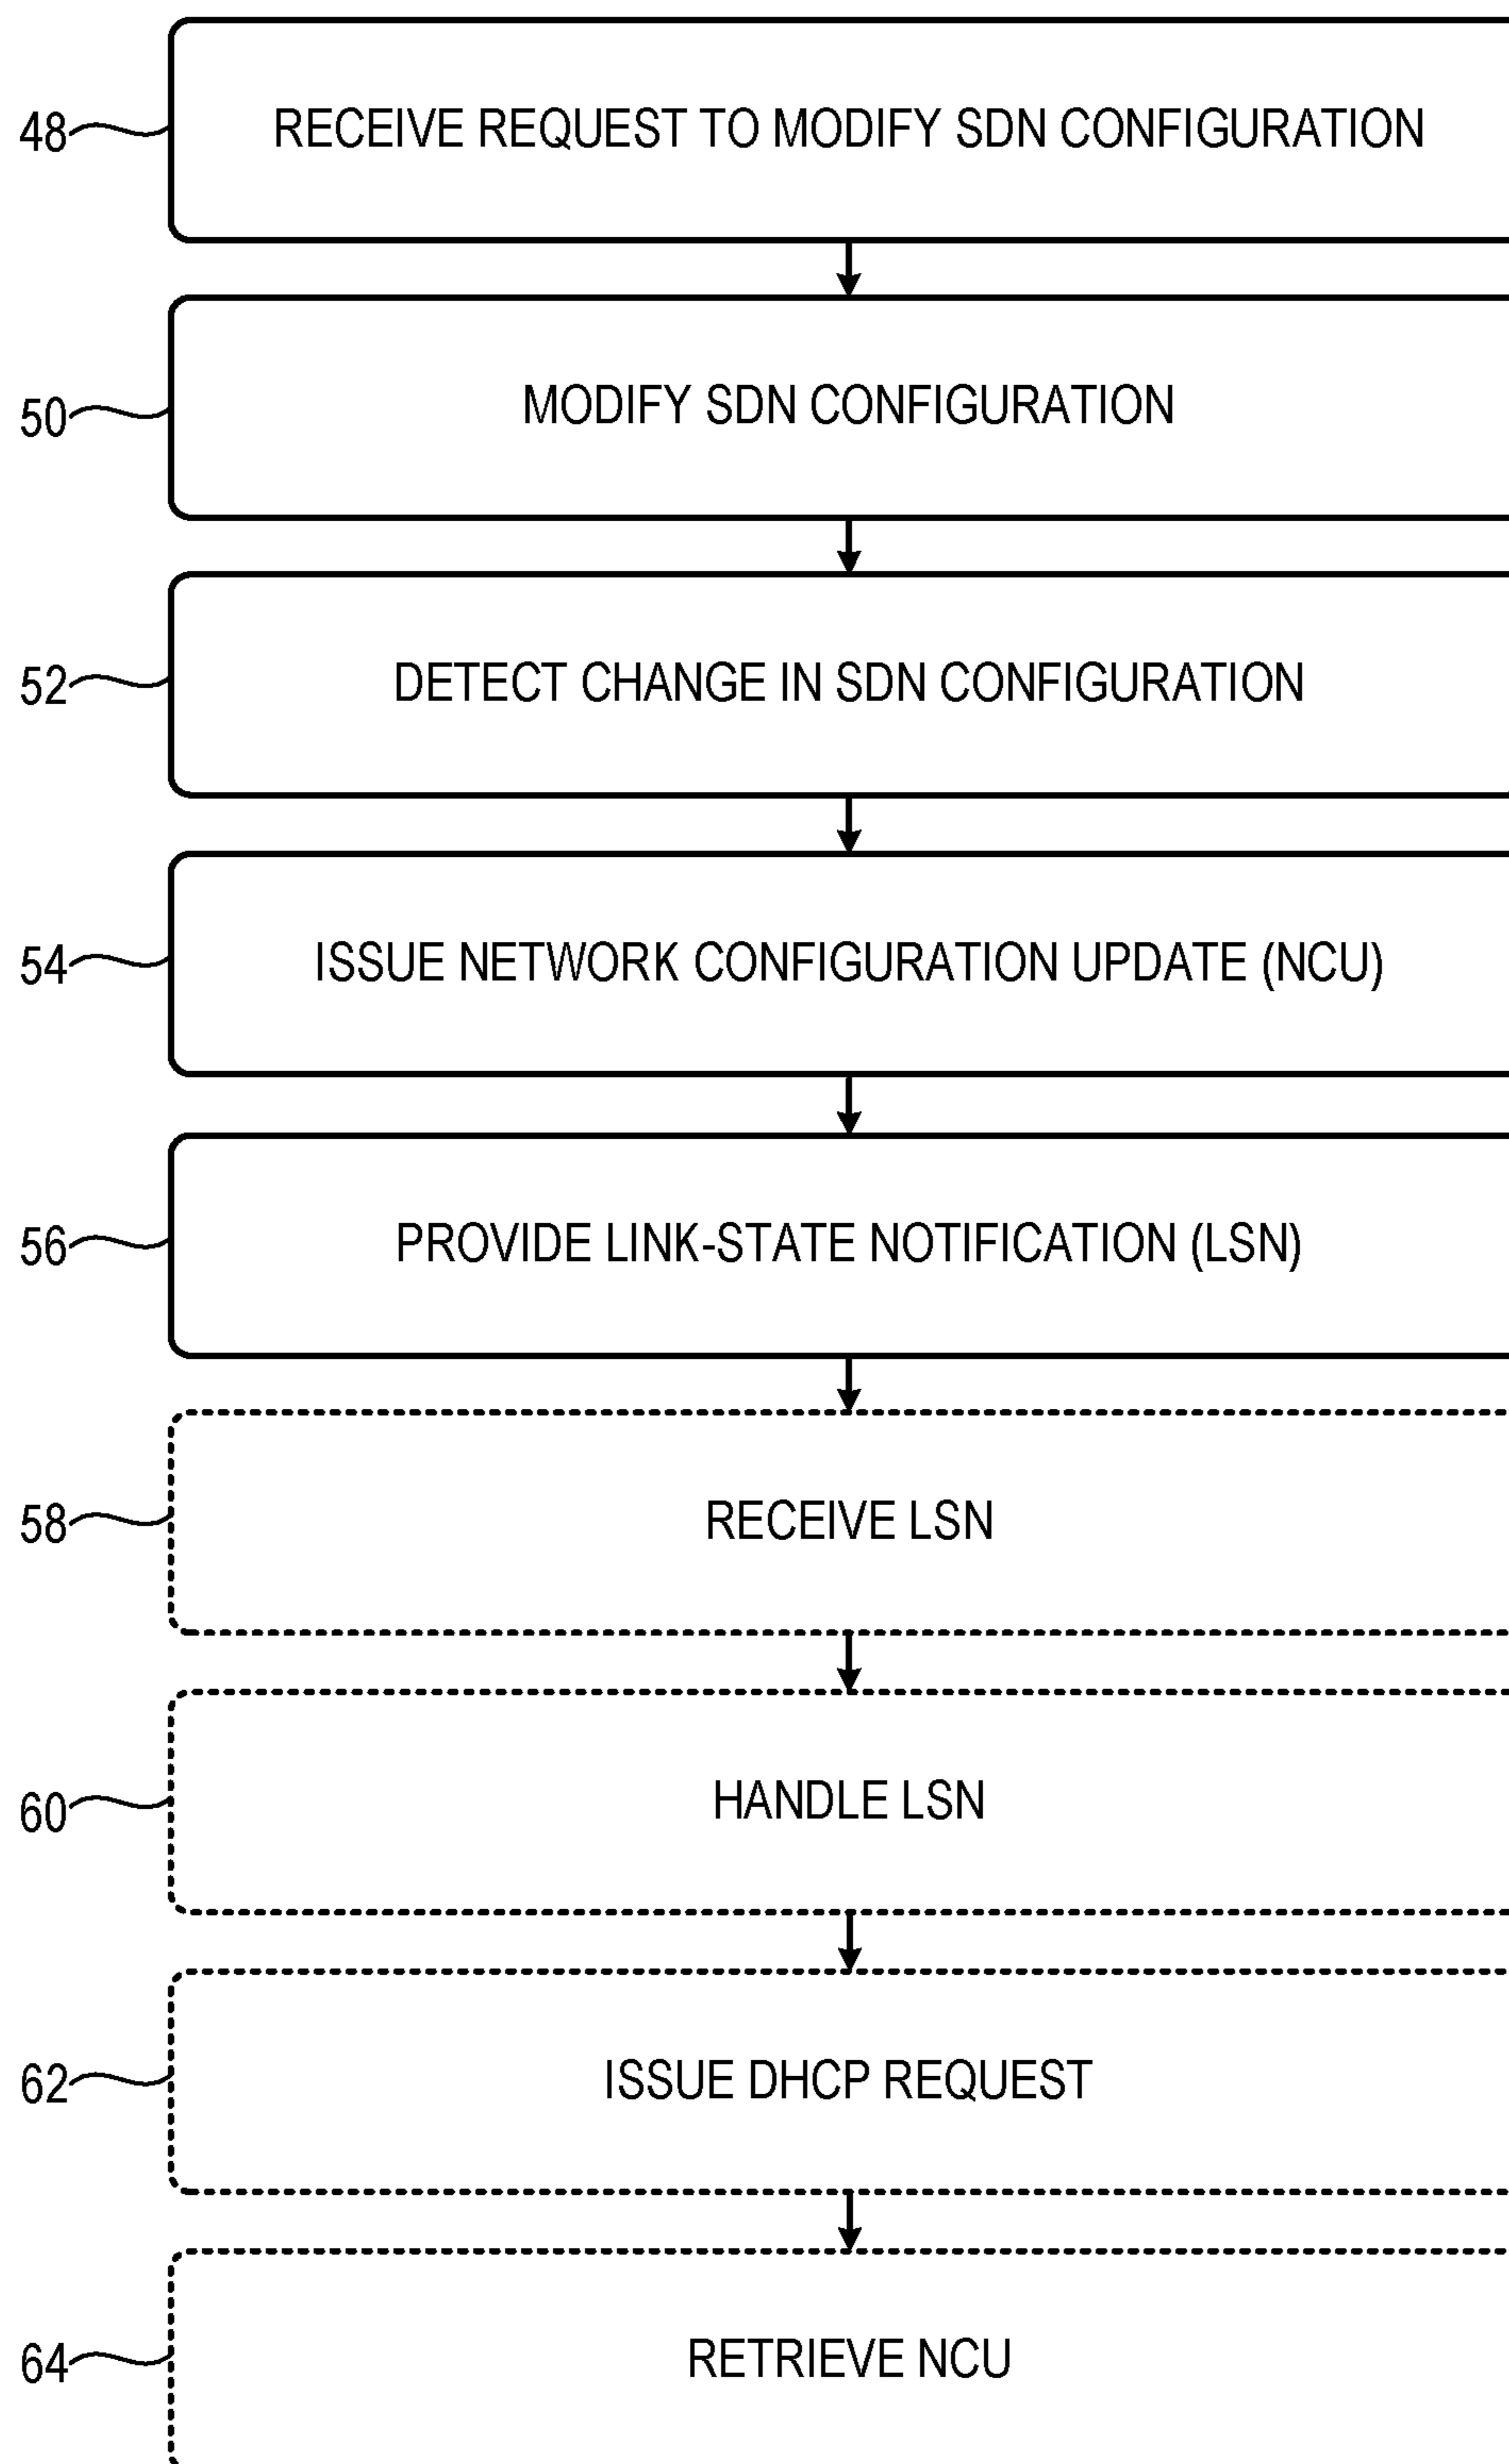 48 RECEIVE REQUEST TO MODIFY SDN CONFIGURATION
50 MODIFY SDN CONFIGURATION
52 DETECT CHANGE IN SDN CONFIGURATION
54 ISSUE NETWORK CONFIGURATION UPDATE (NCU)
56 PROVIDE LINK-STATE NOTIFICATION (LSN)
58 RECEIVE LSN
60 HANDLE LSN
62 ISSUE DHCP REQUEST
64 RETRIEVE NCU